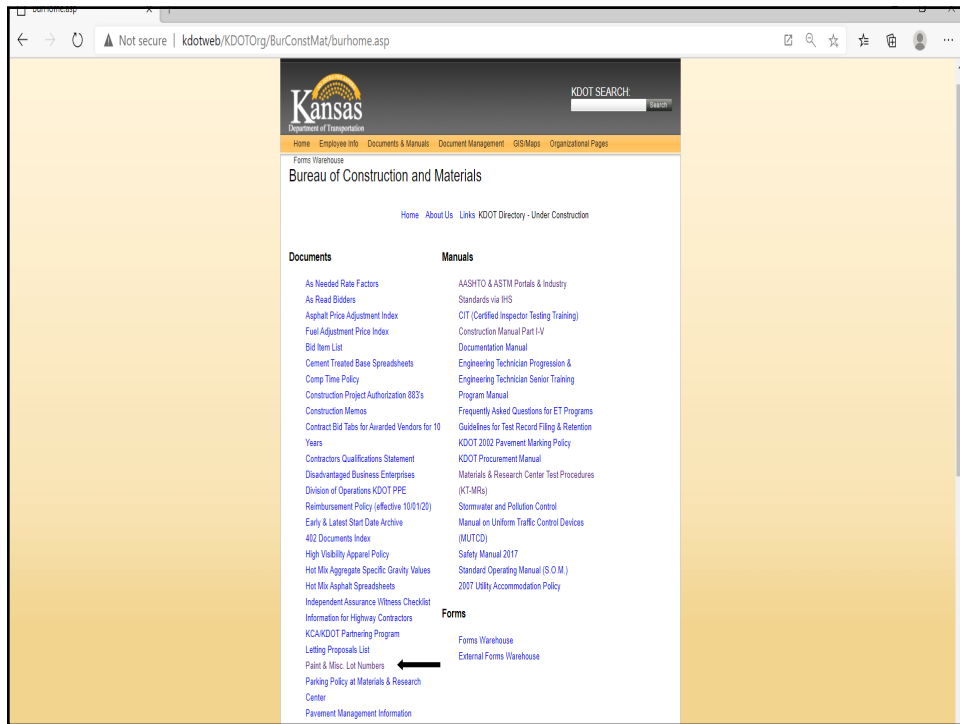 BurHome.asp
Not secure | kdotweb/KDOTOrg/BurConstMat/burhome.asp
Kansas
Department of Transportation
KDOT SEARCH:
Search
Home Employee Info Documents & Manuals Document Management GIS/Maps Organizational Pages
Forms Warehouse
Bureau of Construction and Materials
Home About Us Links KDOT Directory - Under Construction
Documents
As Needed Rate Factors
As Read Bidders
Asphalt Price Adjustment Index
Fuel Adjustment Price Index
Bid Item List
Cement Treated Base Spreadsheets
Comp Time Policy
Construction Project Authorization 883's
Construction Memos
Contract Bid Tabs for Awarded Vendors for 10
Years
Contractors Qualifications Statement
Disadvantaged Business Enterprises
Division of Operations KDOT PPE
Reimbursement Policy (effective 10/01/20)
Early & Latest Start Date Archive
402 Documents Index
High Visibility Apparel Policy
Hot Mix Aggregate Specific Gravity Values
Hot Mix Asphalt Spreadsheets
Independent Assurance Witness Checklist
Information for Highway Contractors
KCA/KDOT Partnering Program
Letting Proposals List
Paint & Misc. Lot Numbers
Parking Policy at Materials & Research
Center
Pavement Management Information
Manuals
AASHTO & ASTM Portals & Industry
Standards via IHS
CIT (Certified Inspector Testing Training)
Construction Manual Part I-V
Documentation Manual
Engineering Technician Progression &
Engineering Technician Senior Training
Program Manual
Frequently Asked Questions for ET Programs
Guidelines for Test Record Filing & Retention
KDOT 2002 Pavement Marking Policy
KDOT Procurement Manual
Materials & Research Center Test Procedures
(KT-MRs)
Stormwater and Pollution Control
Manual on Uniform Traffic Control Devices
(MUTCD)
Safety Manual 2017
Standard Operating Manual (S.O.M.)
2007 Utility Accommodation Policy
Forms
Forms Warehouse
External Forms Warehouse